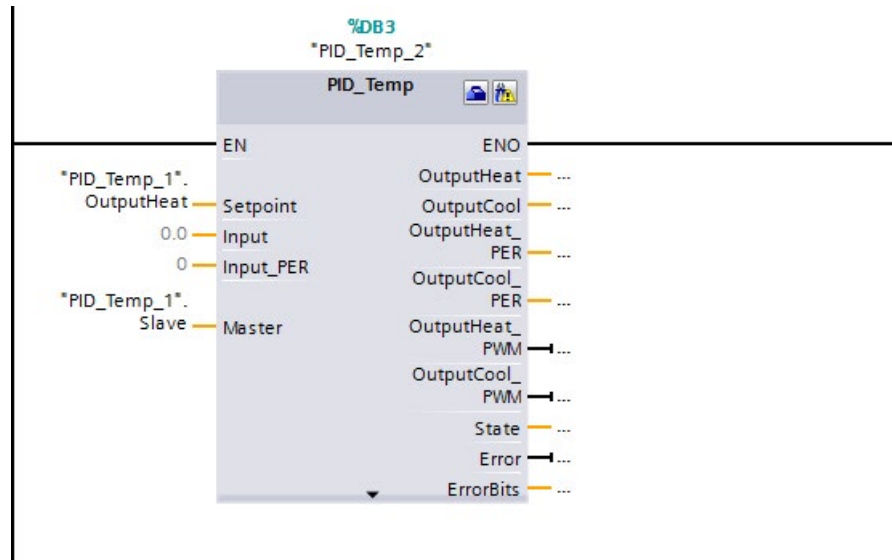 %DB3
"PID_Temp_2"
PID_Temp
EN ENO
OutputHeat ...
"PID_Temp_1".
OutputHeat Setpoint OutputCool ...
0.0 Input OutputHeat_
PER ...
0 Input_PER OutputCool_
PER ...
"PID_Temp_1".
Slave Master OutputHeat_
PWM ...
OutputCool_
PWM ...
State ...
Error ...
ErrorBits ...